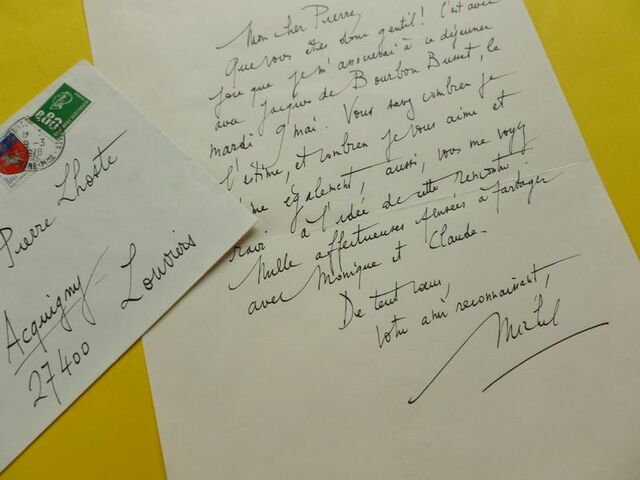 Mon cher Pierre,
Que vous êtes donc gentil ! C'est avec
joie que je m'associerai à ce déjeuner
avec Jacques de Bourbon Busset, le
mardi 9 mai. Vous savez combien je
l'estime, et combien je vous aime et
également, aussi, vous me voyez
ravi à l'idée de cette rencontre !
Mille affectueuses pensées à partager
avec Monique et Claude.
De tout cœur,
votre ami reconnaissant,
Michel
0,80
1978
Pierre Lhoste
Acquigny
27400 Louviers